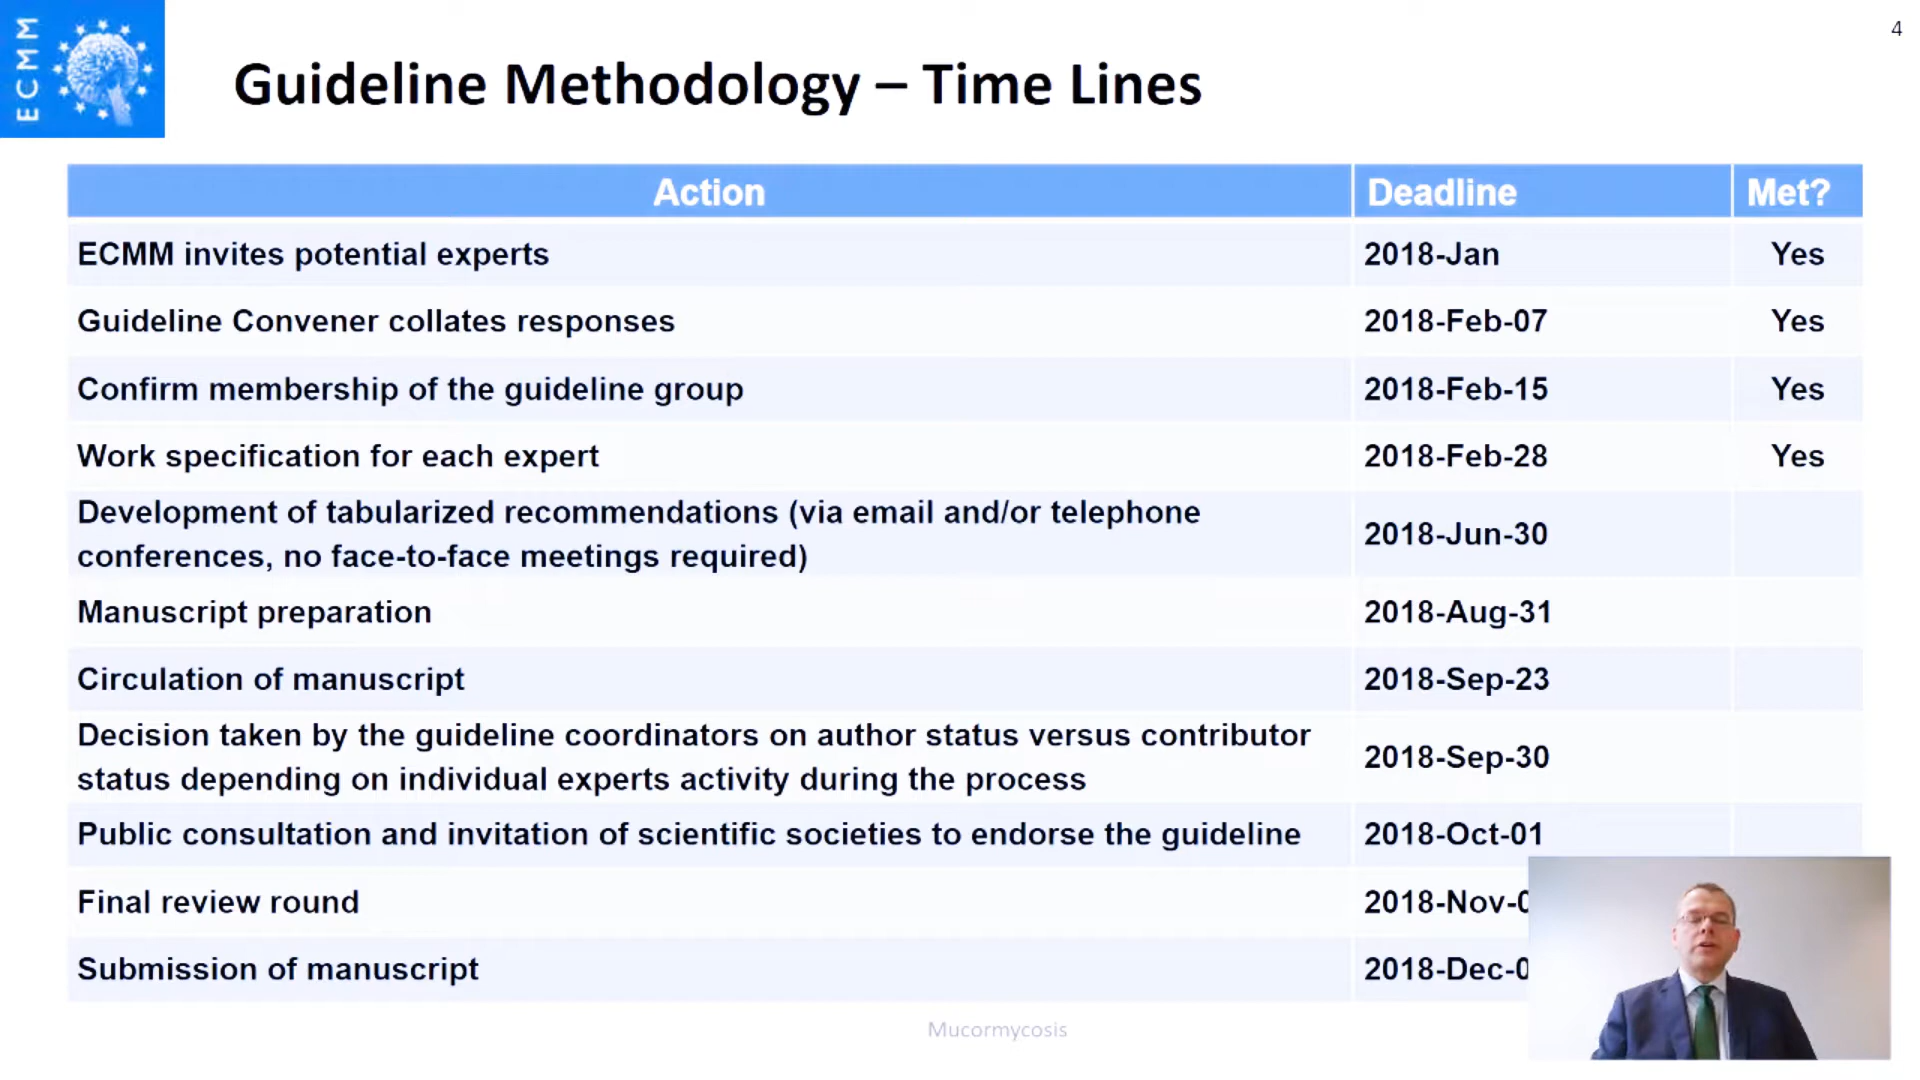 4
ECMM
Guideline Methodology – Time Lines
Action Deadline Met?
ECMM invites potential experts 2018-Jan Yes
Guideline Convener collates responses 2018-Feb-07 Yes
Confirm membership of the guideline group 2018-Feb-15 Yes
Work specification for each expert 2018-Feb-28 Yes
Development of tabularized recommendations (via email and/or telephone
conferences, no face-to-face meetings required) 2018-Jun-30
Manuscript preparation 2018-Aug-31
Circulation of manuscript 2018-Sep-23
Decision taken by the guideline coordinators on author status versus contributor
status depending on individual experts activity during the process 2018-Sep-30
Public consultation and invitation of scientific societies to endorse the guideline 2018-Oct-01
Final review round 2018-Nov-0
Submission of manuscript 2018-Dec-0
Mucormycosis